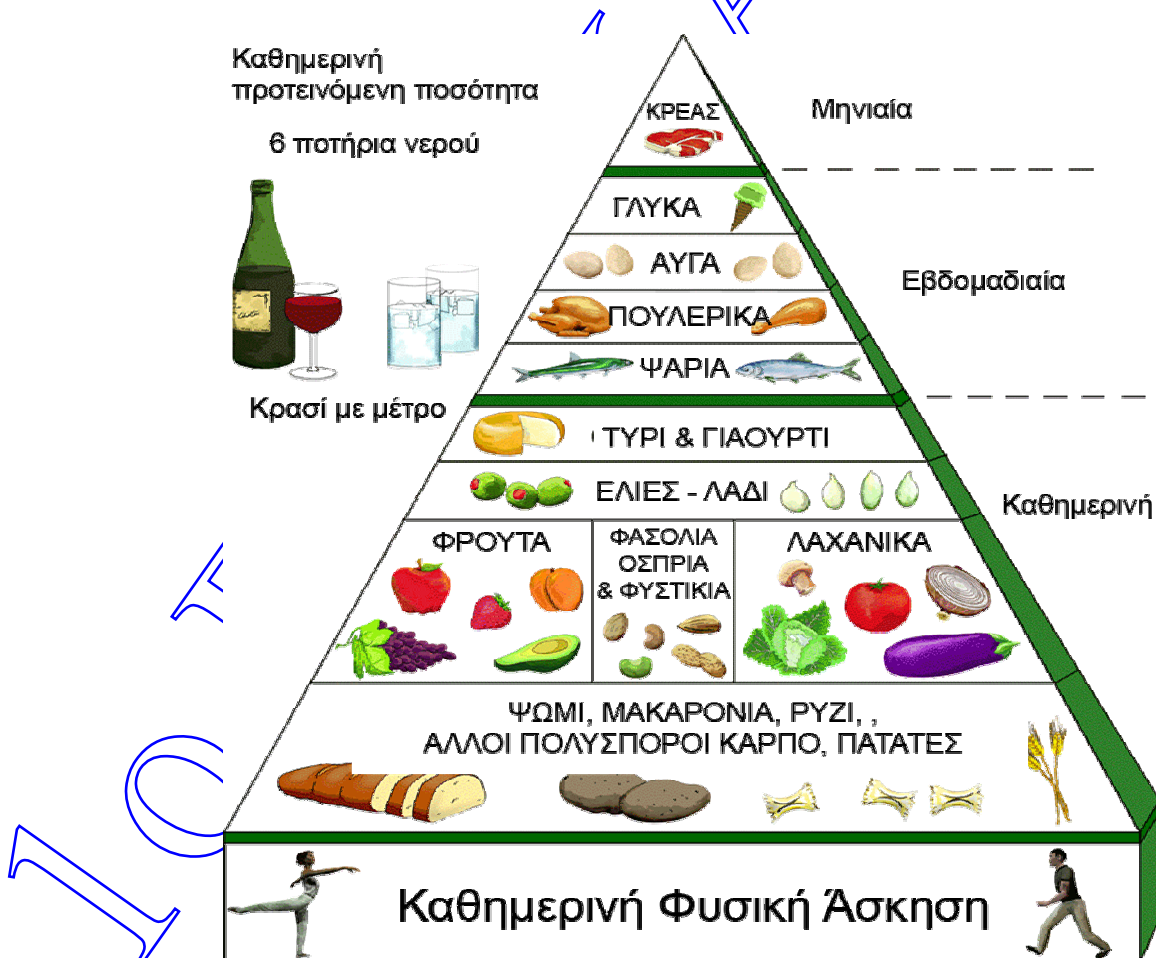 Καθημερινή
προτεινόμενη ποσότητα
6 ποτήρια νερού
Κρασί με μέτρο
ΚΡΕΑΣ
Μηνιαία
ΓΛΥΚΑ
ΑΥΓΑ
ΠΟΥΛΕΡΙΚΑ
ΨΑΡΙΑ
Εβδομαδιαία
ΤΥΡΙ & ΓΙΑΟΥΡΤΙ
ΕΛΙΕΣ - ΛΑΔΙ
Καθημερινή
ΦΡΟΥΤΑ
ΦΑΣΟΛΙΑ
ΟΣΠΡΙΑ
& ΦΥΣΤΙΚΙΑ
ΛΑΧΑΝΙΚΑ
ΨΩΜΙ, ΜΑΚΑΡΟΝΙΑ, ΡΥΖΙ, ,
ΑΛΛΟΙ ΠΟΛΥΣΠΟΡΟΙ ΚΑΡΠΟ, ΠΑΤΑΤΕΣ
Καθημερινή Φυσική Άσκηση